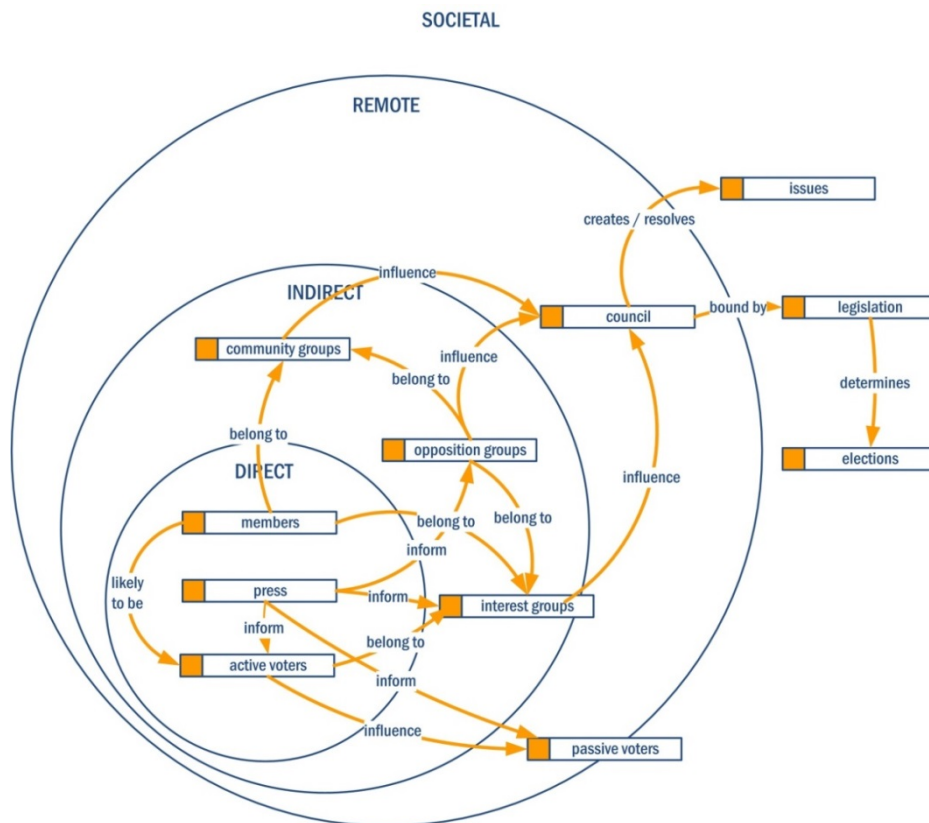 SOCIETAL
REMOTE
issues
creates / resolves
influence
INDIRECT
council
bound by
legislation
community groups
influence
belong to
determines
belong to
opposition groups
elections
DIRECT
influence
members
belong to
belong to
inform
likely
to be
press
inform
interest groups
inform
belong to
active voters
inform
influence
passive voters